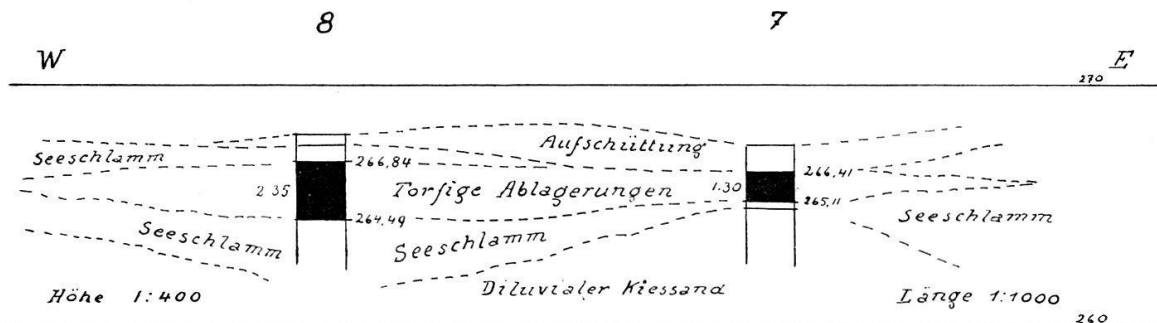 8 7
W E
270
Aufschüttung
Seeschlamm
266,84
266,41
2 35
Torfige Ablagerungen
1.30
265,11
264,49
Seeschlamm
Seeschlamm
Seeschlamm
Diluvialer Kiessand
Höhe 1:400
Länge 1:1000
260